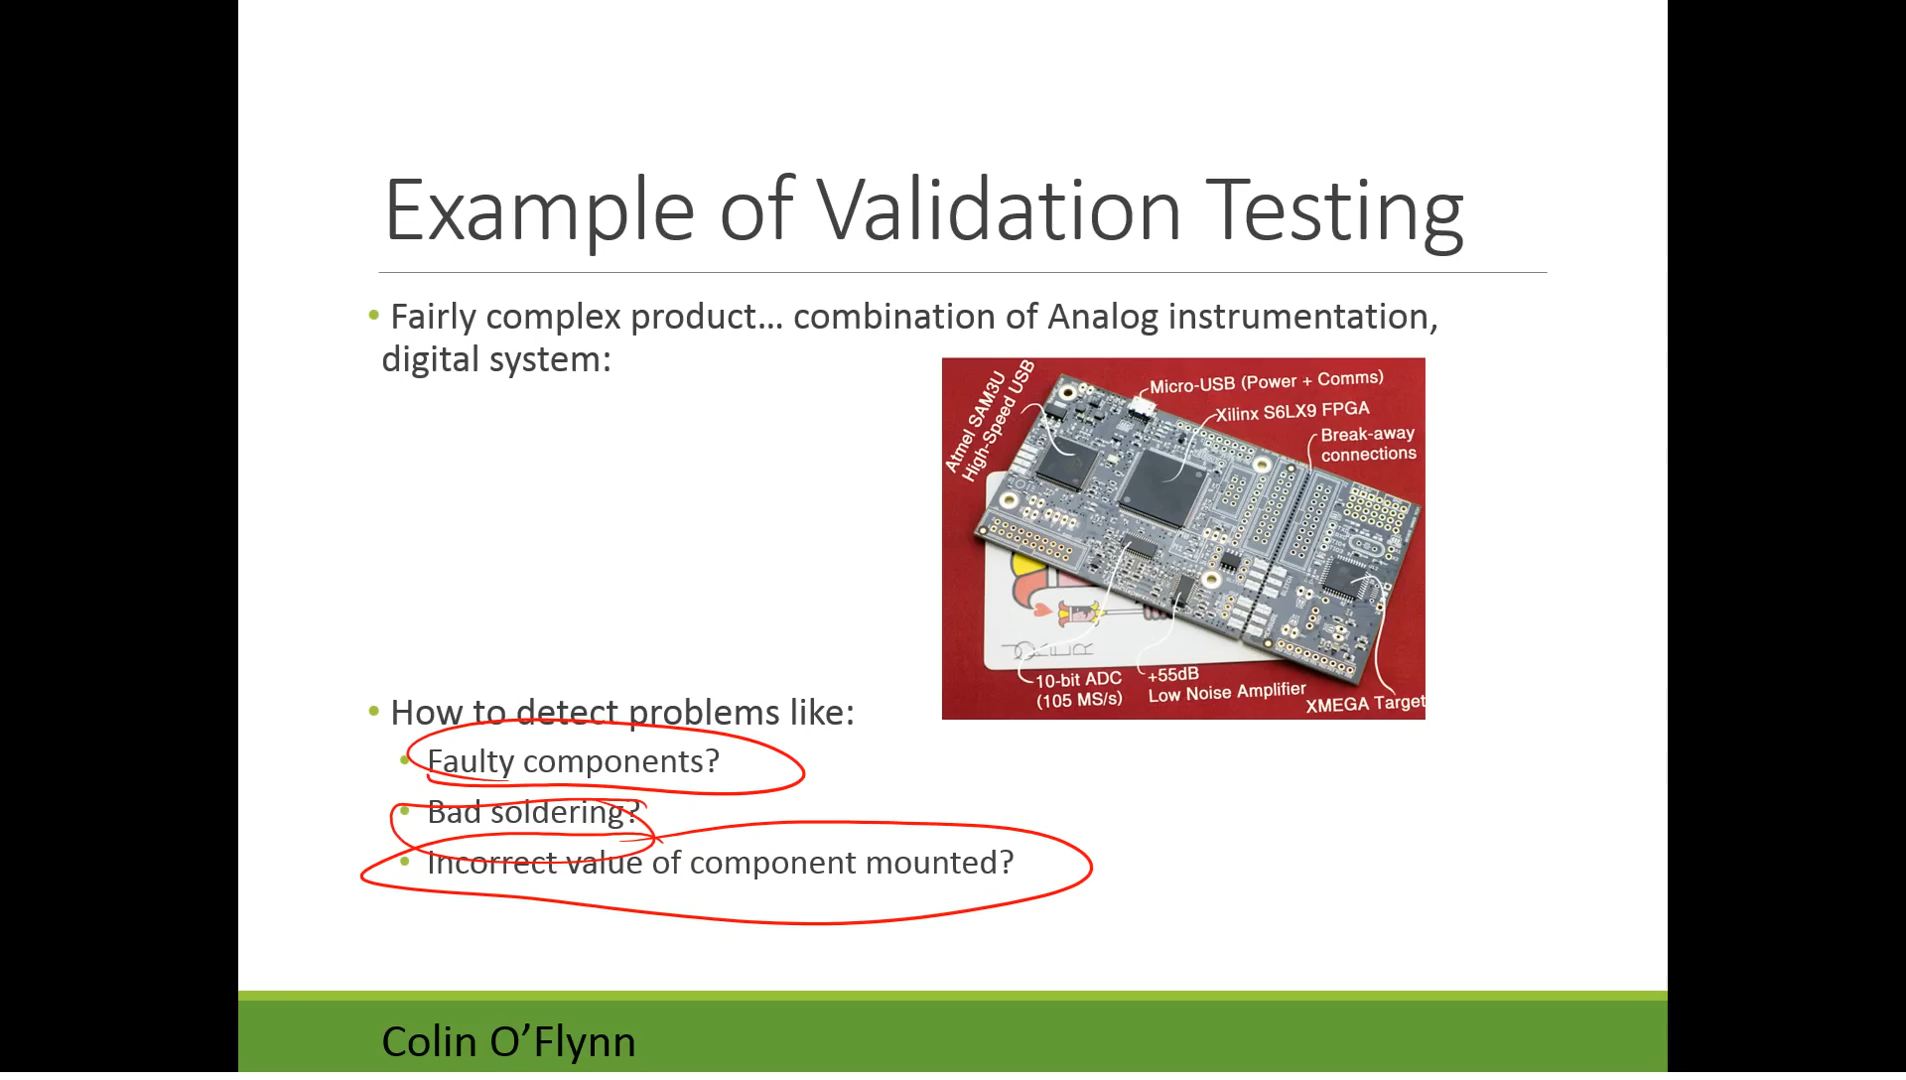 Example of Validation Testing
• Fairly complex product... combination of Analog instrumentation,
digital system:
Atmel SAM3U
High-Speed USB
Micro-USB (Power + Comms)
Xilinx S6LX9 FPGA
Break-away
connections
10-bit ADC
(105 MS/s)
+55dB
Low Noise Amplifier
XMEGA Target
• How to detect problems like:
• Faulty components?
• Bad soldering?
• Incorrect value of component mounted?
Colin O’Flynn